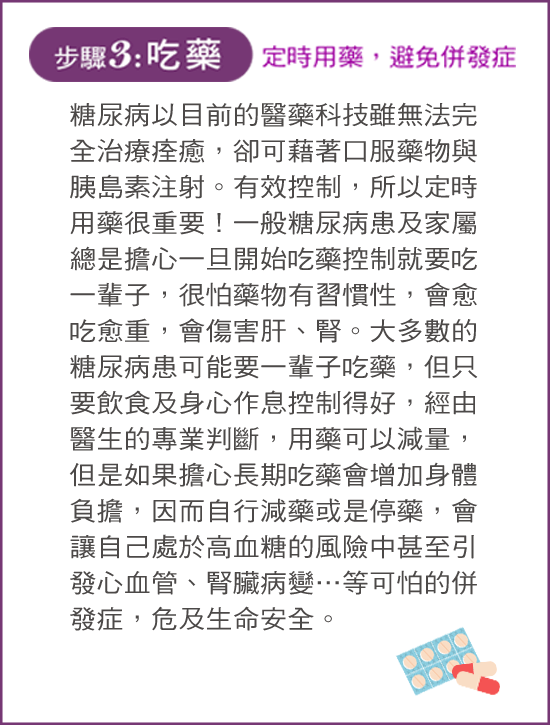 步驟3:吃藥 定時用藥，避免併發症
糖尿病以目前的醫藥科技雖無法完
全治療痊癒，卻可藉著口服藥物與
胰島素注射。有效控制，所以定時
用藥很重要！一般糖尿病患及家屬
總是擔心一旦開始吃藥控制就要吃
一輩子，很怕藥物有習慣性，會愈
吃愈重，會傷害肝、腎。大多數的
糖尿病患可能要一輩子吃藥，但只
要飲食及身心作息控制得好，經由
醫生的專業判斷，用藥可以減量，
但是如果擔心長期吃藥會增加身體
負擔，因而自行減藥或是停藥，會
讓自己處於高血糖的風險中甚至引
發心血管、腎臟病變…等可怕的併
發症，危及生命安全。